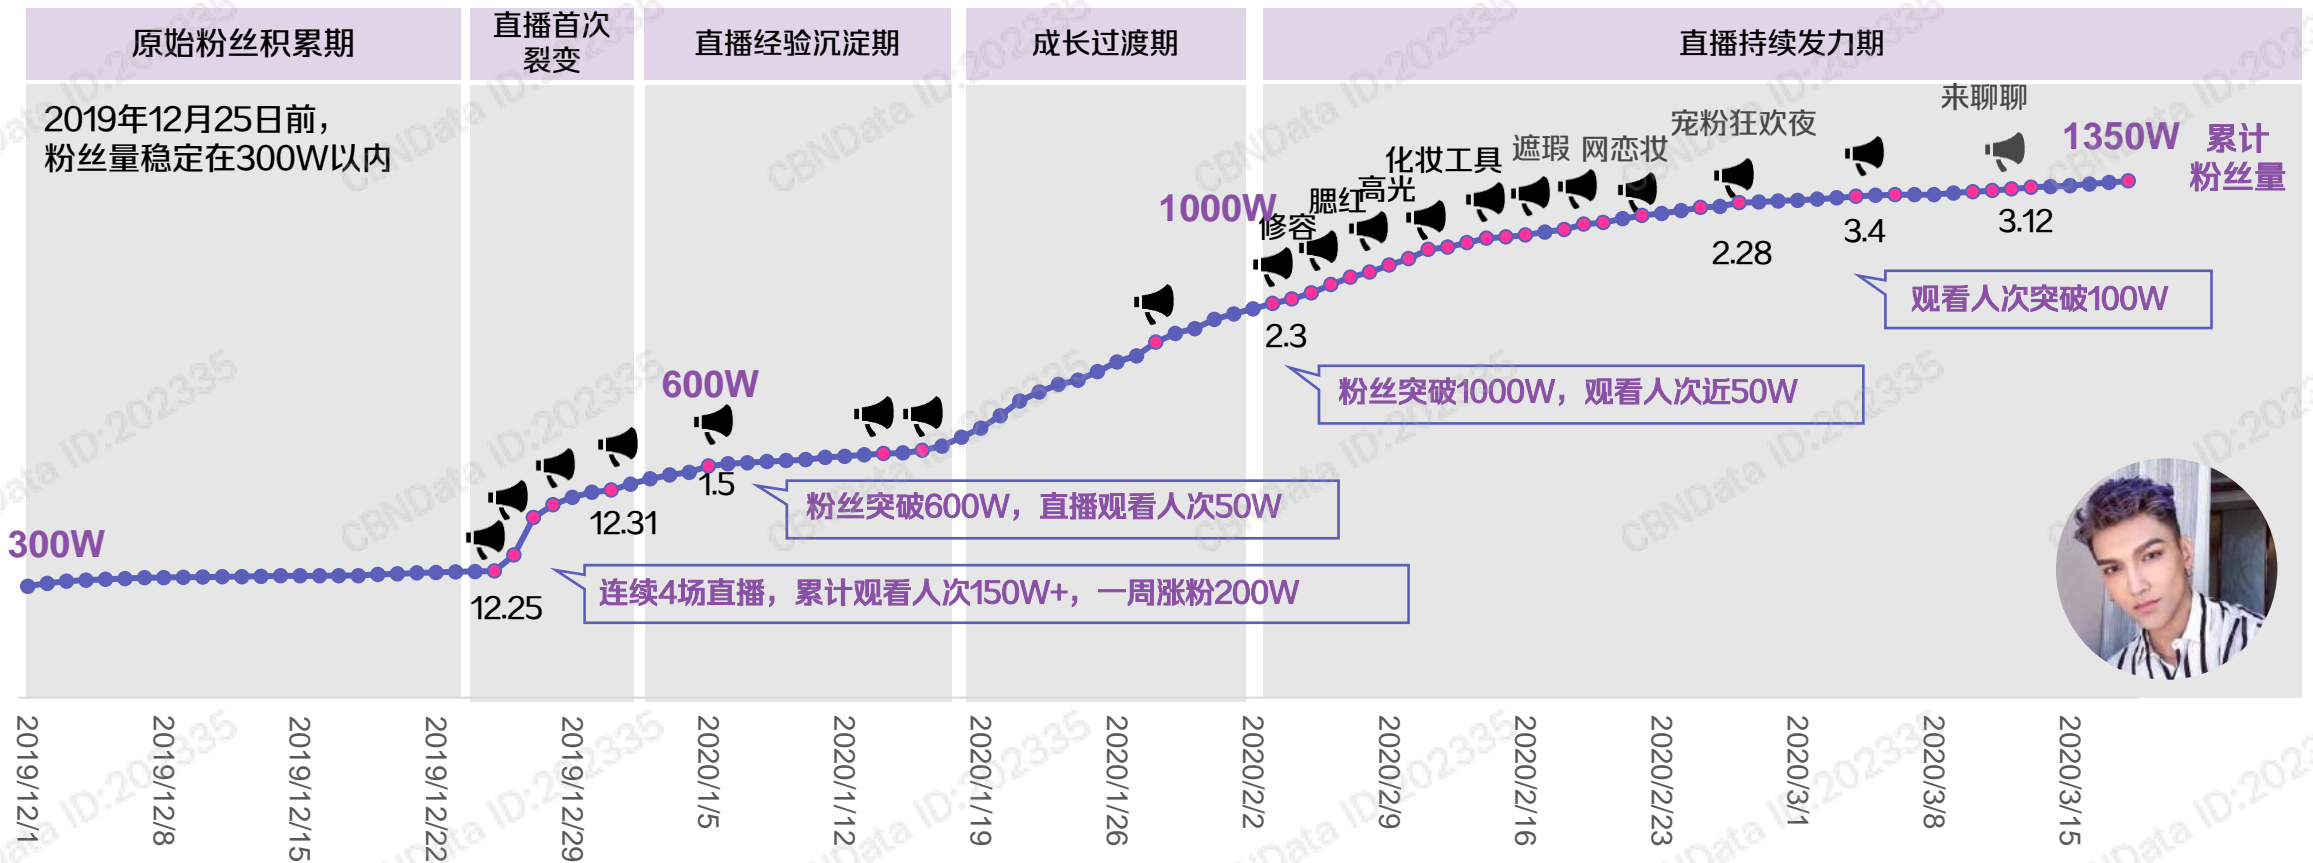 原始粉丝积累期
直播首次
裂变
直播经验沉淀期
成长过渡期
直播持续发力期
2019年12月25日前，
粉丝量稳定在300W以内
来聊聊
宠粉狂欢夜
遮瑕
网恋妆
化妆工具
高光
腮红
修容
1350W
累计
粉丝量
1000W
3.12
3.4
2.28
观看人次突破100W
2.3
粉丝突破1000W，观看人次近50W
600W
1.5
粉丝突破600W，直播观看人次50W
12.31
300W
12.25
连续4场直播，累计观看人次150W+，一周涨粉200W
2019/12/1
2019/12/8
2019/12/15
2019/12/22
2019/12/29
2020/1/5
2020/1/12
2020/1/19
2020/1/26
2020/2/2
2020/2/9
2020/2/16
2020/2/23
2020/3/1
2020/3/8
2020/3/15
CBNData ID:202335